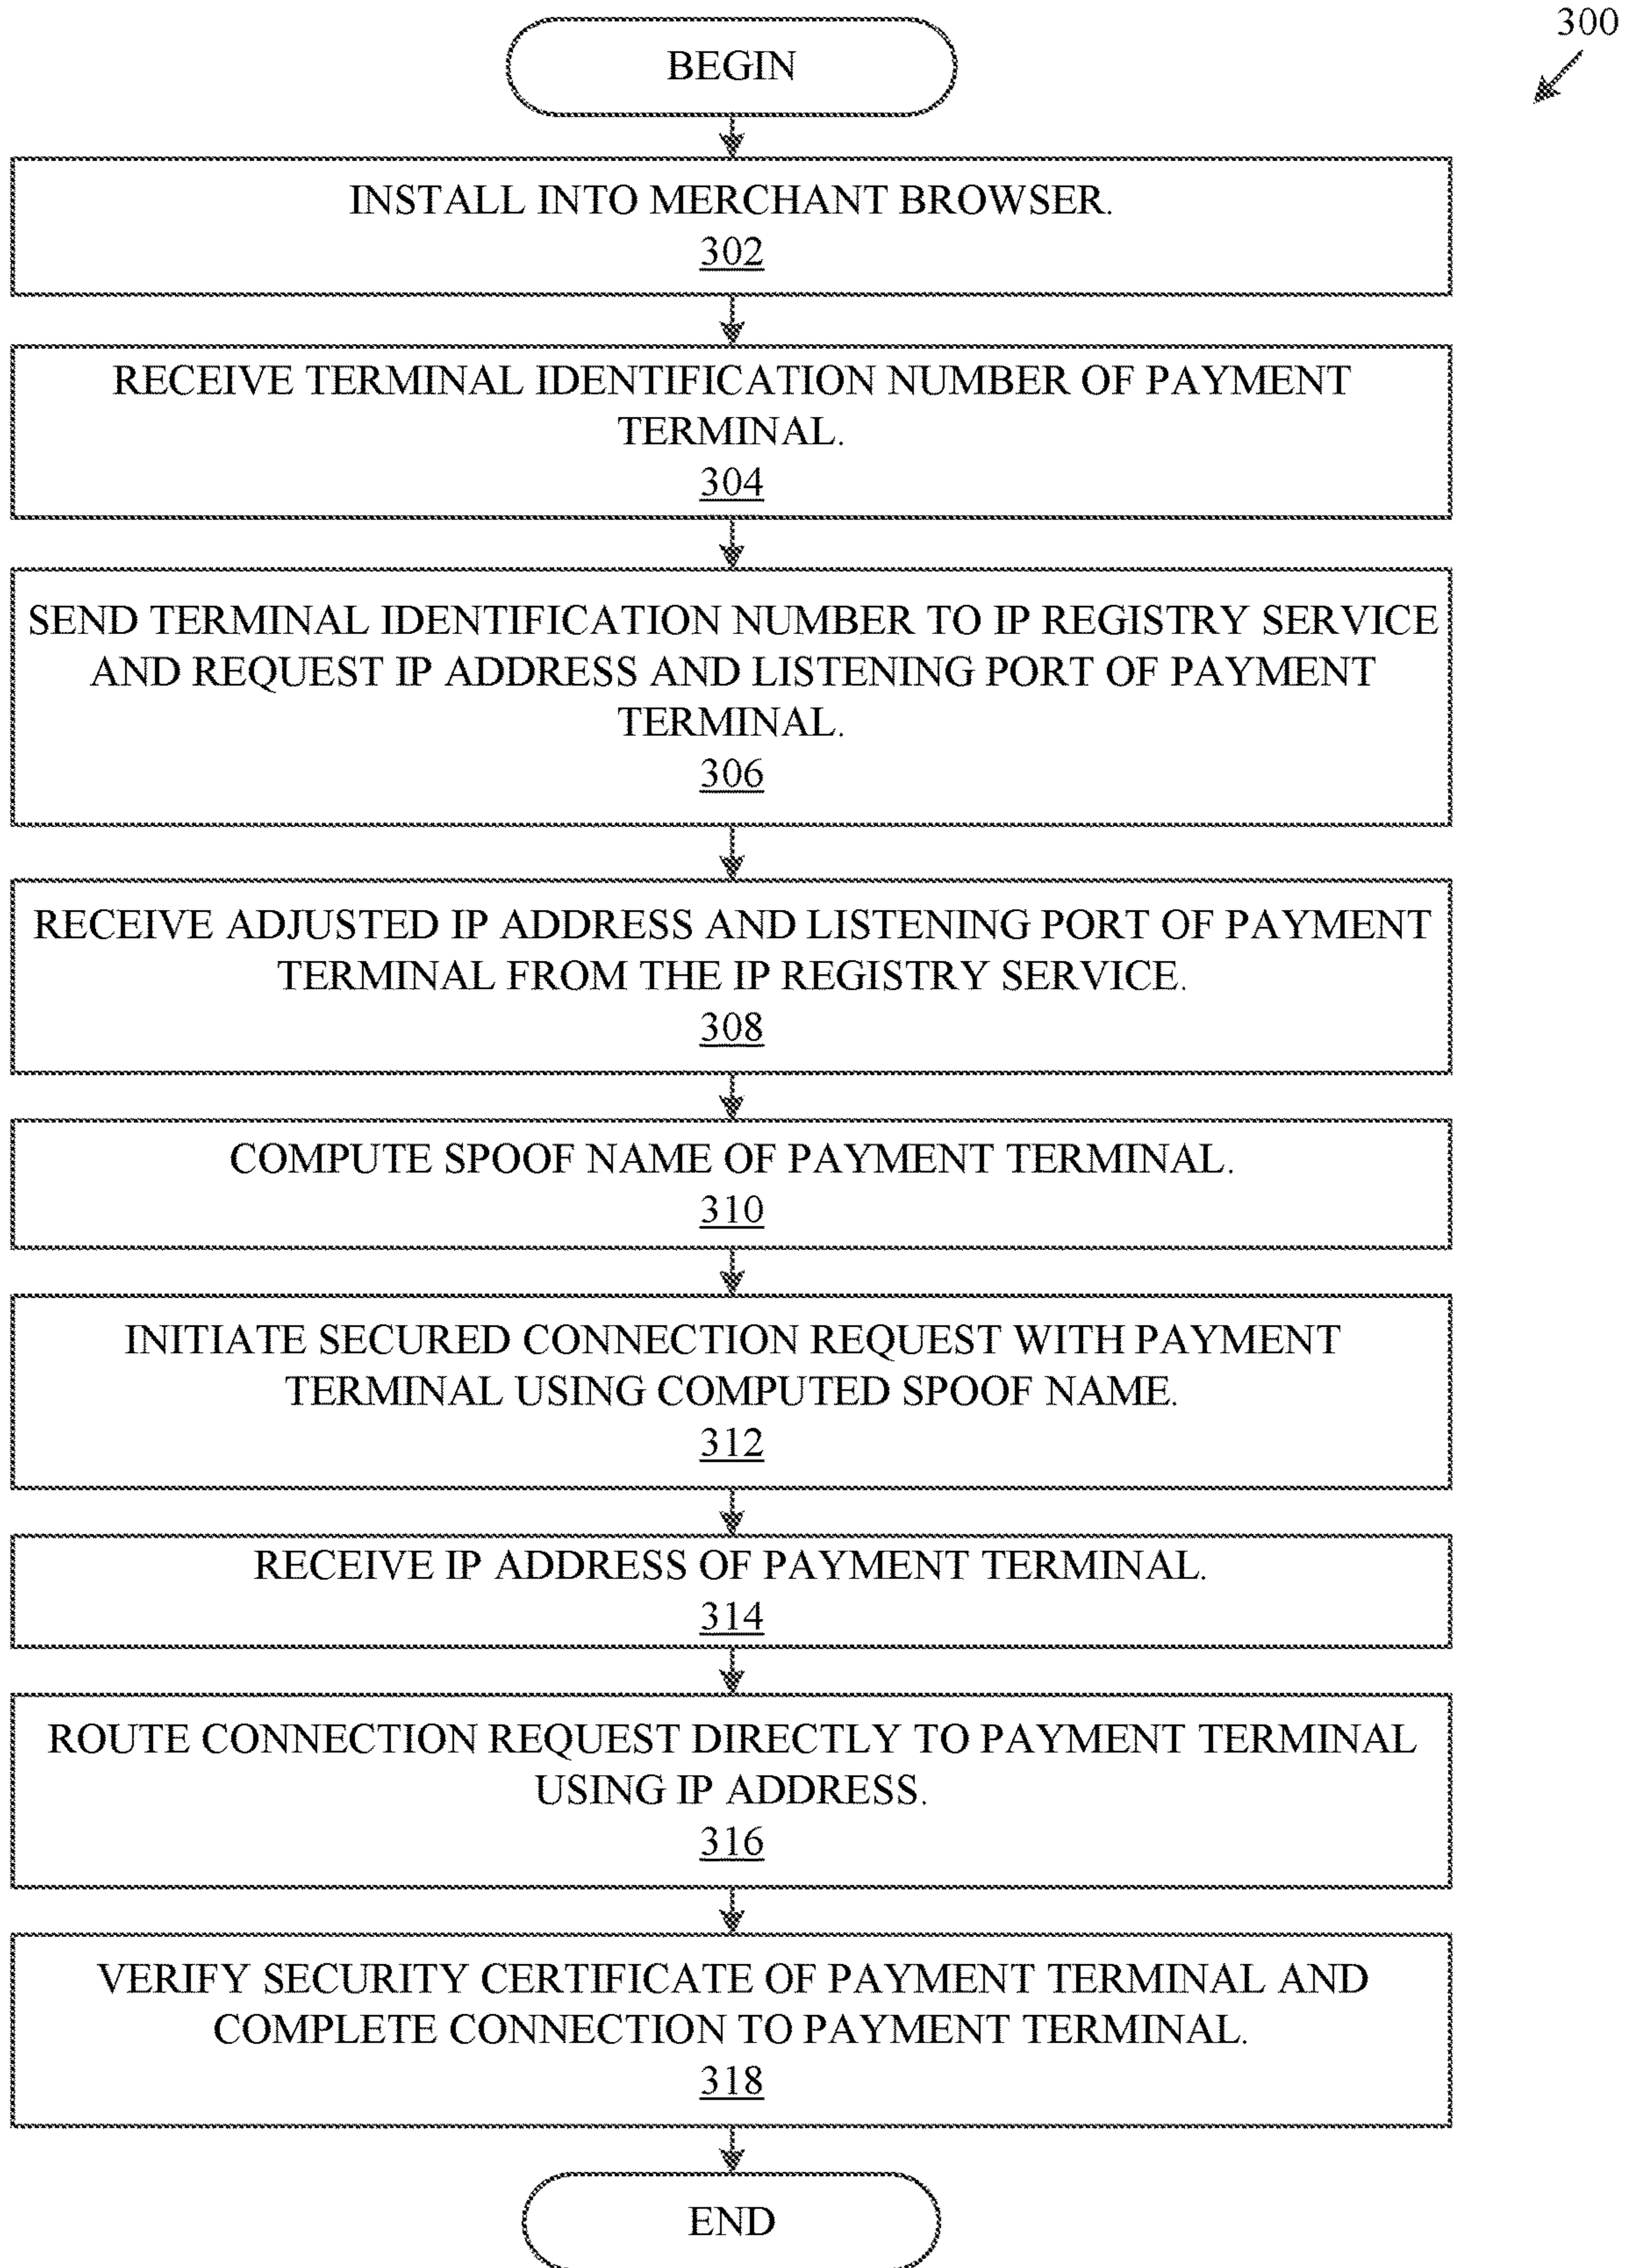 300
BEGIN
INSTALL INTO MERCHANT BROWSER.
302
RECEIVE TERMINAL IDENTIFICATION NUMBER OF PAYMENT
TERMINAL.
304
SEND TERMINAL IDENTIFICATION NUMBER TO IP REGISTRY SERVICE
AND REQUEST IP ADDRESS AND LISTENING PORT OF PAYMENT
TERMINAL.
306
RECEIVE ADJUSTED IP ADDRESS AND LISTENING PORT OF PAYMENT
TERMINAL FROM THE IP REGISTRY SERVICE.
308
COMPUTE SPOOF NAME OF PAYMENT TERMINAL.
310
INITIATE SECURED CONNECTION REQUEST WITH PAYMENT
TERMINAL USING COMPUTED SPOOF NAME.
312
RECEIVE IP ADDRESS OF PAYMENT TERMINAL.
314
ROUTE CONNECTION REQUEST DIRECTLY TO PAYMENT TERMINAL
USING IP ADDRESS.
316
VERIFY SECURITY CERTIFICATE OF PAYMENT TERMINAL AND
COMPLETE CONNECTION TO PAYMENT TERMINAL.
318
END